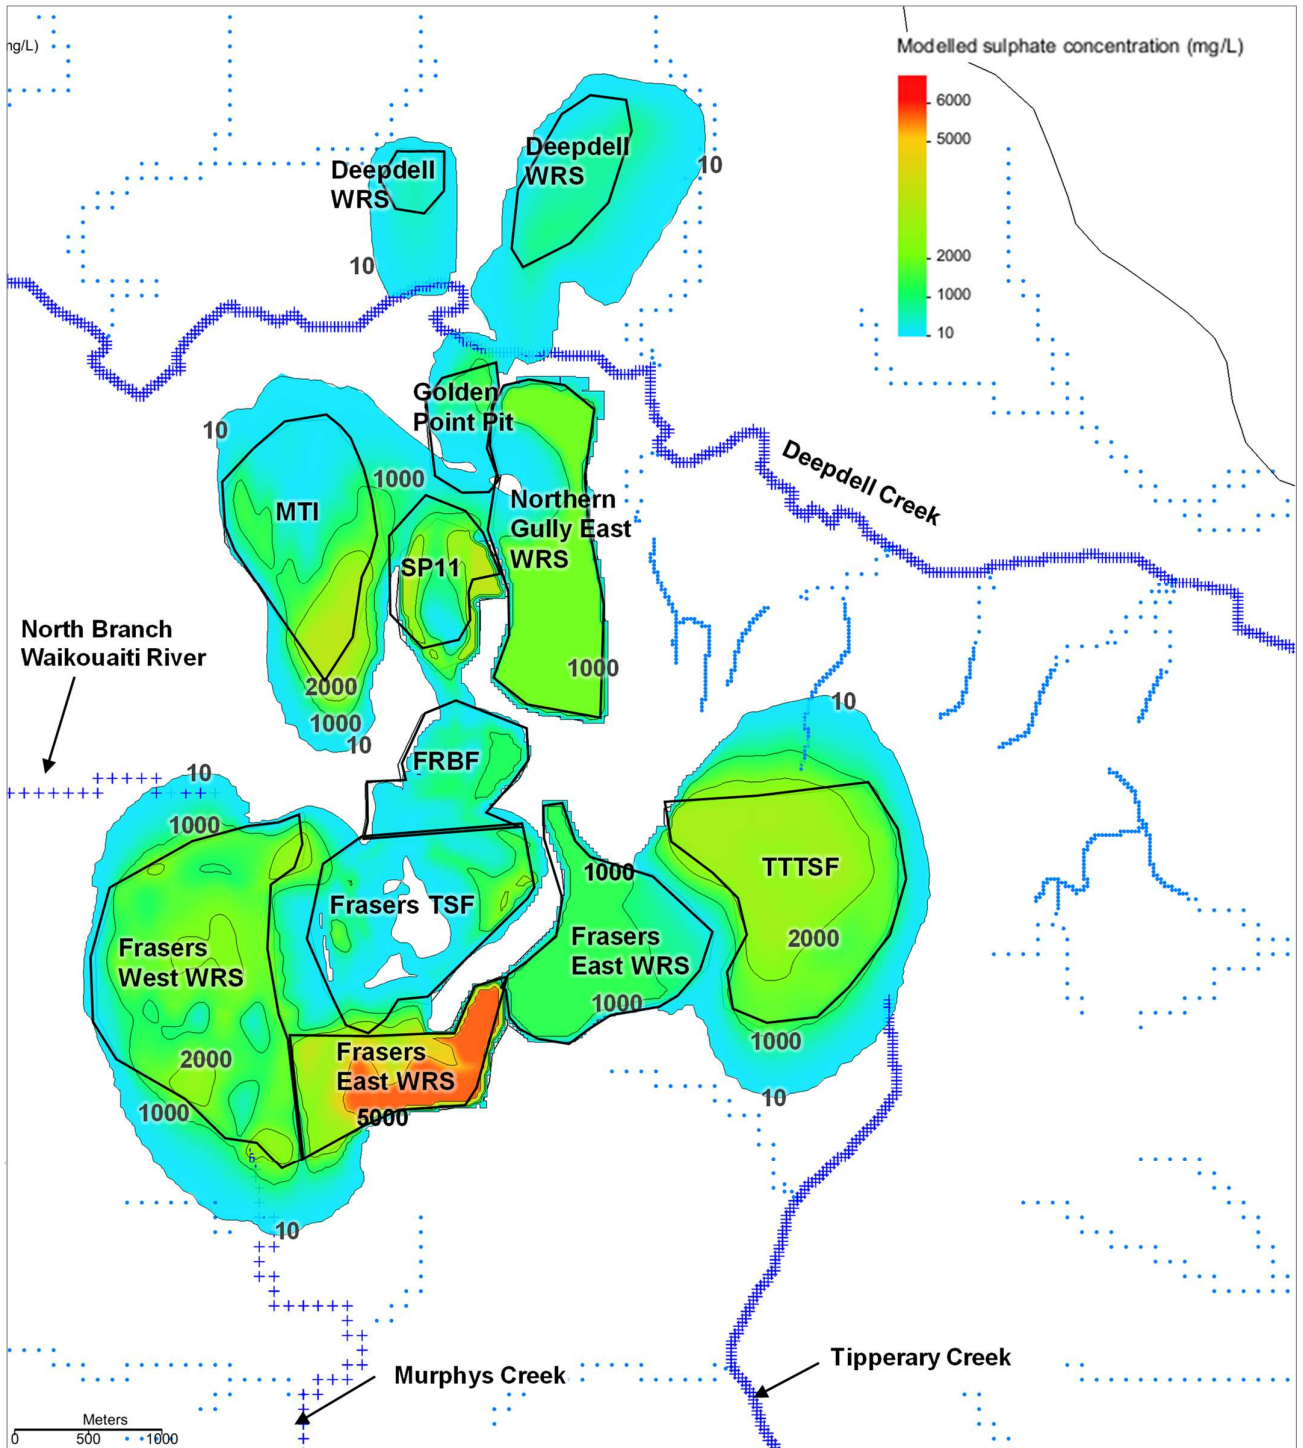 ng/L)
Modelled sulphate concentration (mg/L)
6000
5000
2000
1000
10
Deepdell
WRS
Deepdell
WRS
10
10
Golden
Point Pit
10
1000
Deepdell Creek
MTI
Northern
Gully East
WRS
SP11
North Branch
Waikouaiti River
1000
2000
1000
10
10
FRBF
10
1000
1000
TTTSF
Frasers TSF
Frasers
West WRS
Frasers
East WRS
2000
1000
2000
Frasers
East WRS
1000
1000
5000
10
10
Tipperary Creek
Murphys Creek
Meters
0 500 1000